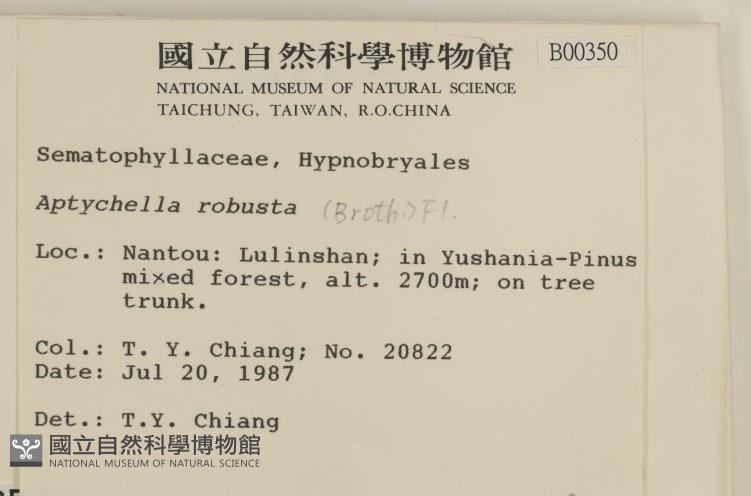 國立自然科學博物館
B00350
NATIONAL MUSEUM OF NATURAL SCIENCE
TAICHUNG, TAIWAN, R.O.CHINA
Sematophyllaceae, Hypnobryales
Aptychella robusta (Broth.) Fl.
Loc.: Nantou: Lulinshan; in Yushania-Pinus
mixed forest, alt. 2700m; on tree
trunk.
Col.: T. Y. Chiang; No. 20822
Date: Jul 20, 1987
Det.: T.Y. Chiang
國立自然科學博物館
NATIONAL MUSEUM OF NATURAL SCIENCE